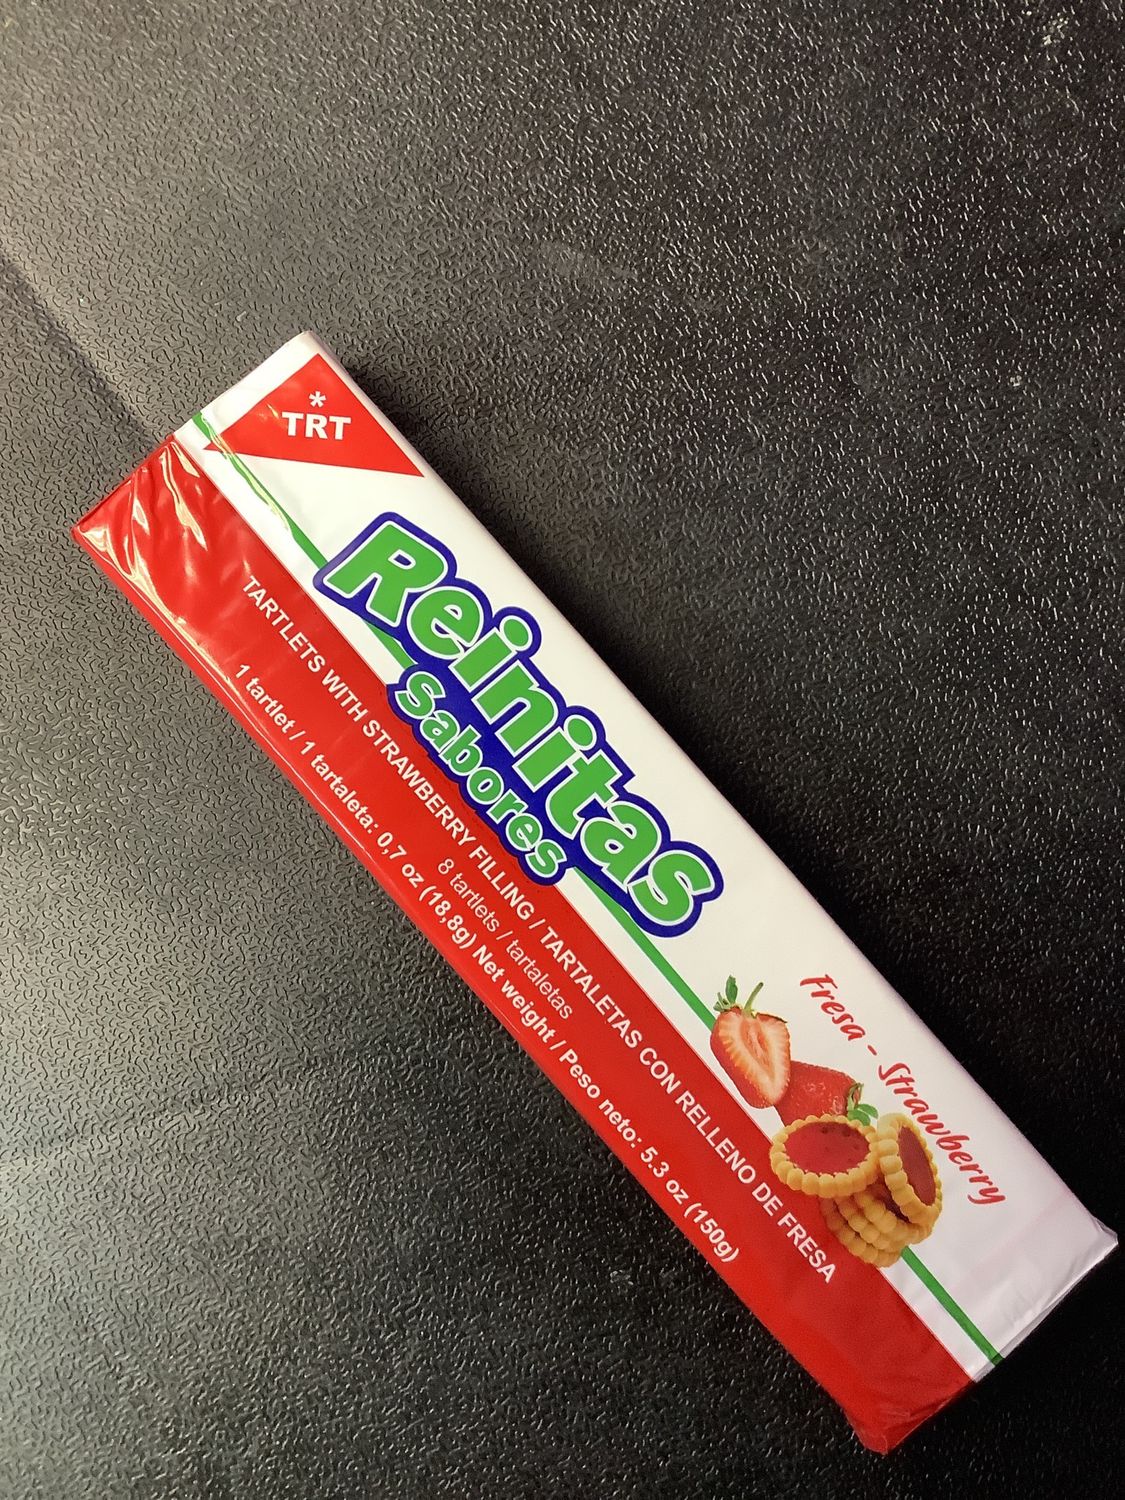 *
TRT
Reinitas
Sabores
Fresa - Strawberry
TARTLETS WITH STRAWBERRY FILLING / TARTALETAS CON RELLENO DE FRESA
8 tartlets / tartaletas
1 tartlet / 1 tartaleta: 0,7 oz (18,8g) Net weight / Peso neto: 5.3 oz (150g)